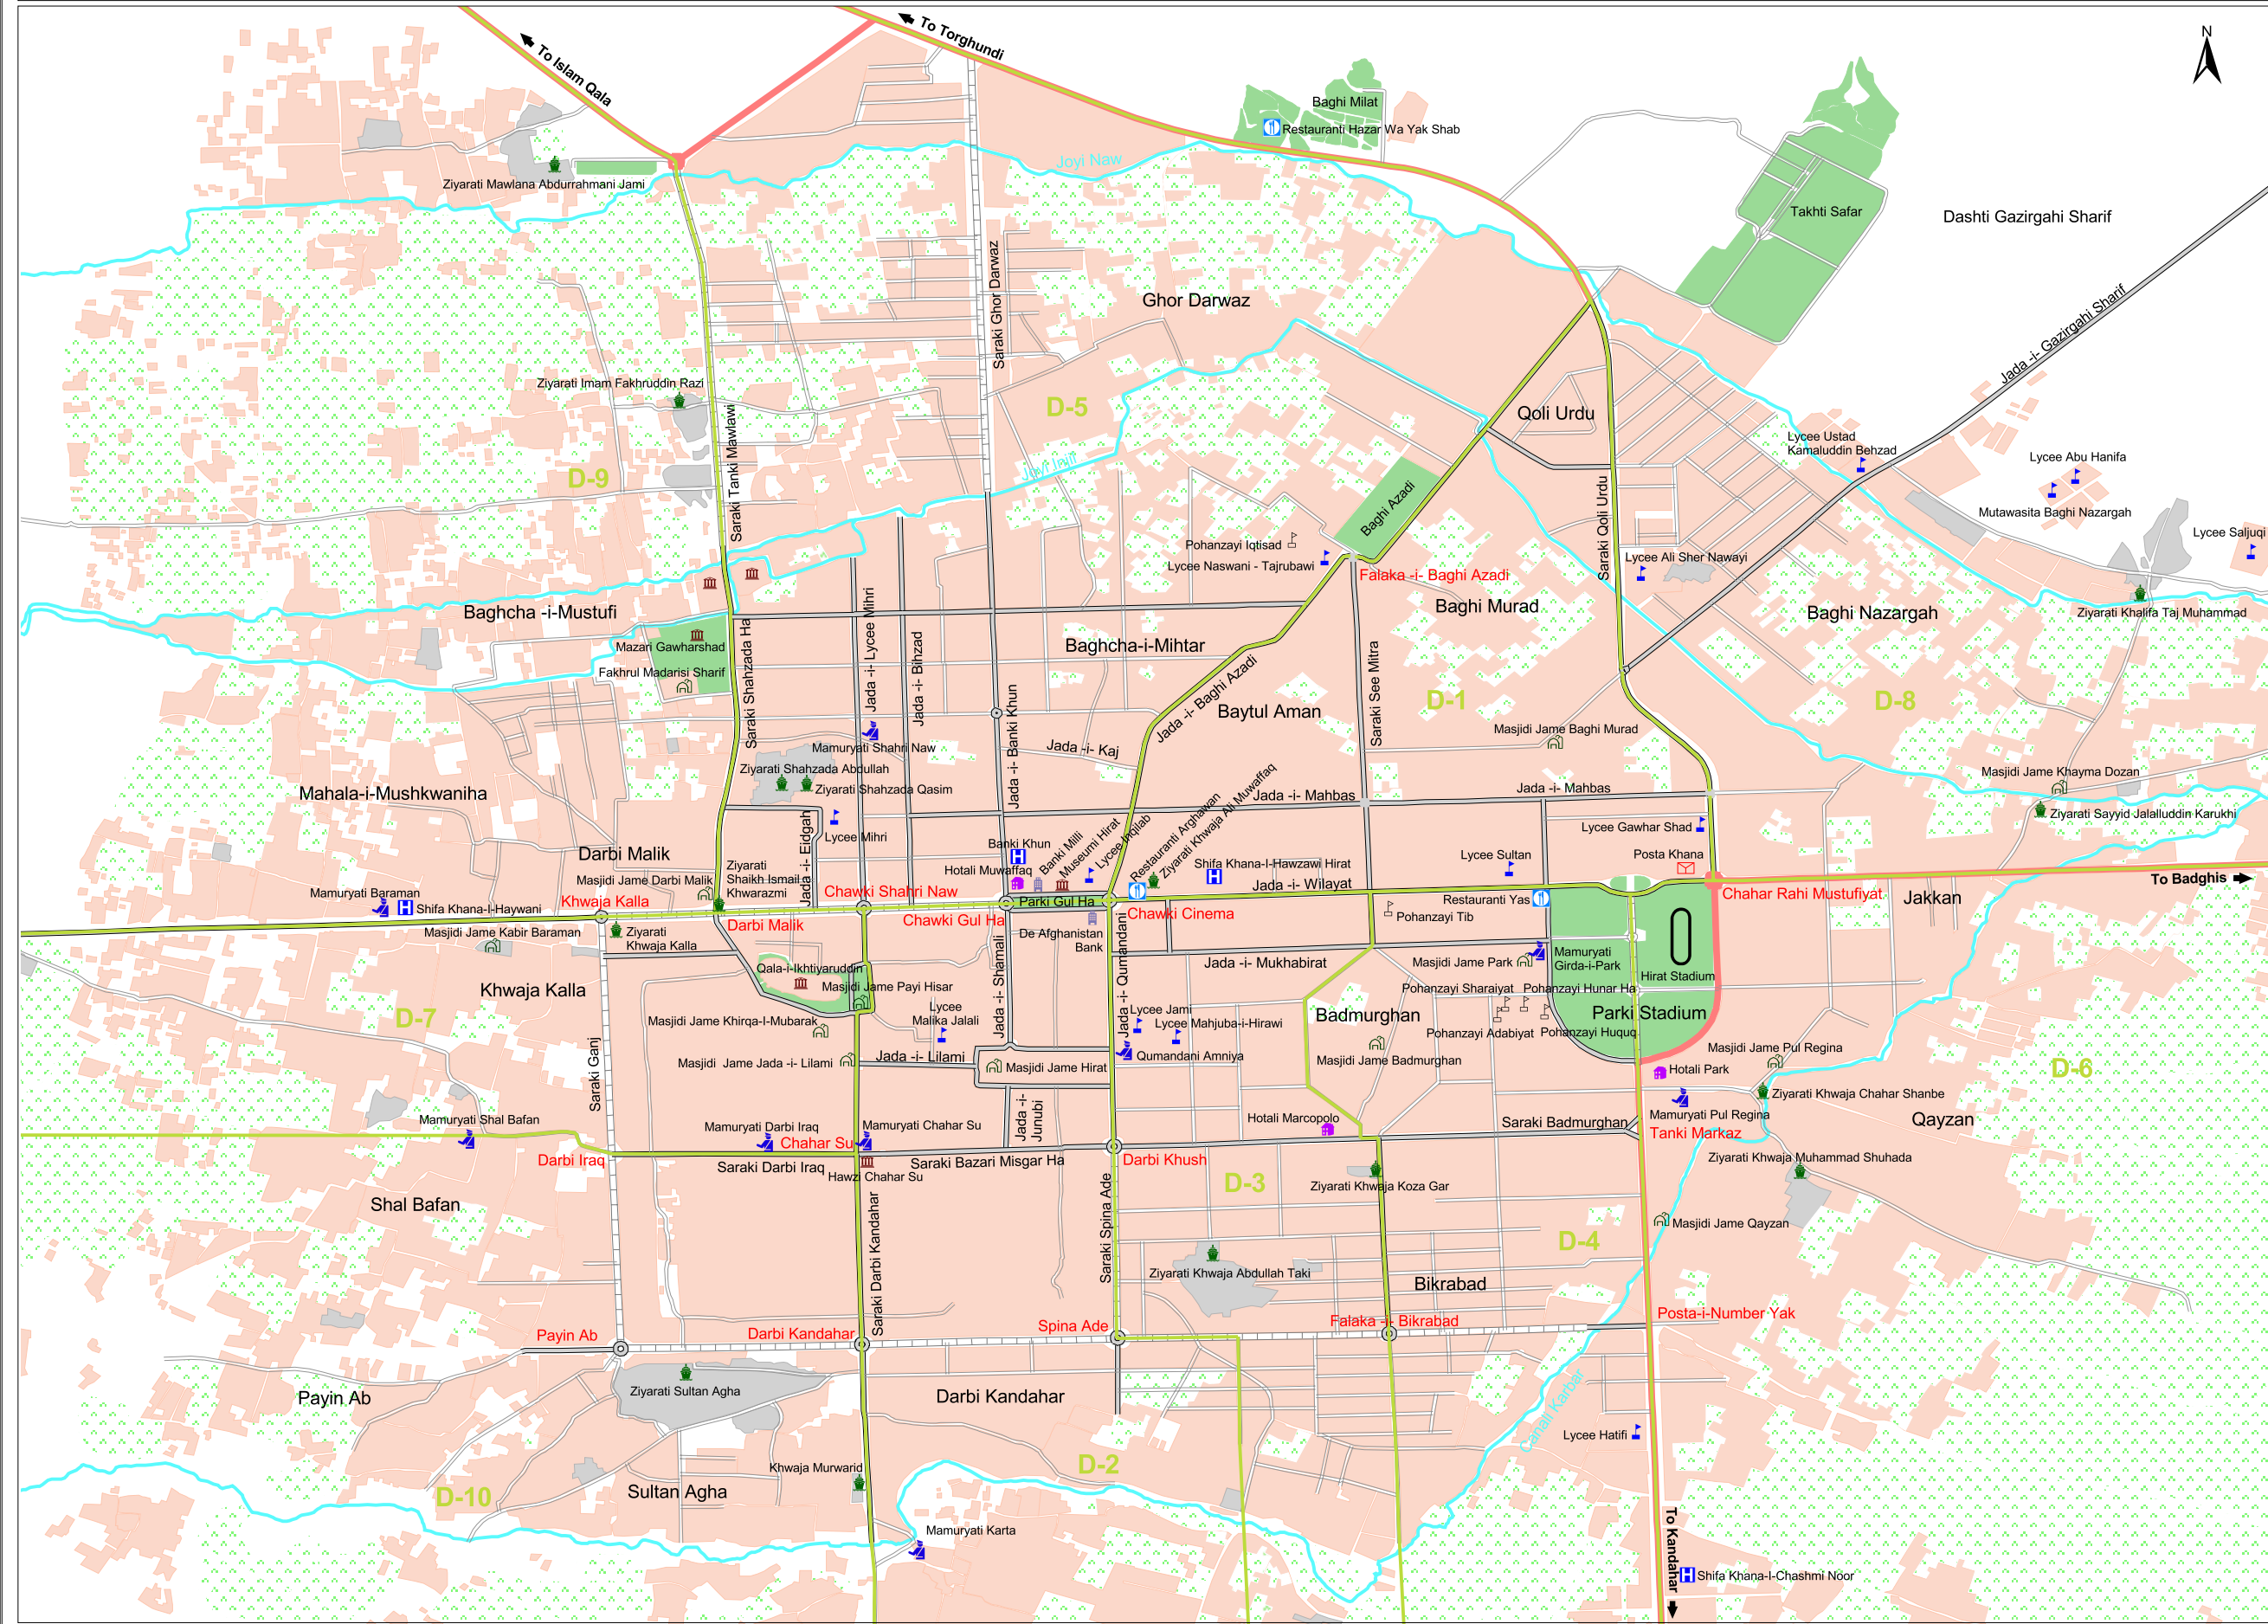 To Islam Qala
To Torghundi
N
Baghi Milat
Restauranti Hazar Wa Yak Shab
Joyi Naw
Ziyarati Mawlana Abdurrahmani Jami
Takhti Safar
Dashti Gazirgahi Sharif
Saraki Ghor Darwaz
Ghor Darwaz
Jada -i- Gazirgahi Sharif
Ziyarati Imam Fakhruddin Razi
D-5
Qoli Urdu
Saraki Tanki Mawlawi
Lycee Ustad
Kamaluddin Behzad
Lycee Abu Hanifa
Joyi Injil
D-9
Baghi Azadi
Saraki Qoli Urdu
Mutawasita Baghi Nazargah
Lycee Saljuqi
Pohanzayi Iqtisad
Lycee Naswani - Tajrubawi
Lycee Ali Sher Nawayi
Falaka -i- Baghi Azadi
Baghcha -i-Mustufi
Baghi Murad
Baghi Nazargah
Ziyarati Khalifa Taj Muhammad
Mazari Gawharshad
Fakhrul Madarisi Sharif
Saraki Shahzada Ha
Jada -i- Lycee Mihri
Jada -i- Bihzad
Baghcha-i-Mihtar
Jada -i- Baghi Azadi
Saraki See Mitra
Jada -i- Banki Khun
D-1
D-8
Baytul Aman
Masjidi Jame Baghi Murad
Mamuryati Shahri Naw
Jada -i- Kaj
Ziyarati Shahzada Abdullah
Ziyarati Shahzada Qasim
Masjidi Jame Khayma Dozan
Mahala-i-Mushkwaniha
Jada -i- Mahbas
Jada -i- Mahbas
Ziyarati Sayyid Jalalluddin Karukhi
Lycee Mihri
Jada -i- Eidgah
Lycee Gawhar Shad
Banki Khun
Banki Milli
Museumi Hirat
Lycee Inqilab
Restauranti Arghawan
Ziyarati Khwaja Ali Muwaffaq
Darbi Malik
Hotali Muwaffaq
Shifa Khana-I-Hawzawi Hirat
Lycee Sultan
Posta Khana
Ziyarati
Shaikh Ismail
Khwarazmi
Masjidi Jame Darbi Malik
Mamuryati Baraman
Shifa Khana-I-Haywani
Khwaja Kalla
Chawki Shahri Naw
Jada -i- Wilayat
Parki Gul Ha
Chahar Rahi Mustufiyat
Jakkan
To Badghis
Restauranti Yas
Masjidi Jame Kabir Baraman
Ziyarati
Khwaja Kalla
Darbi Malik
Chawki Gul Ha
Chawki Cinema
Pohanzayi Tib
De Afghanistan
Bank
Qala-i-Ikhtiyaruddin
Jada -i- Mukhabirat
Masjidi Jame Park
Mamuryati
Girda-i-Park
Hirat Stadium
Khwaja Kalla
Masjidi Jame Payi Hisar
Jada -i- Shamali
Jada -i- Qumandani
Pohanzayi Sharaiyat
Pohanzayi Hunar Ha
D-7
Masjidi Jame Khirqa-I-Mubarak
Lycee
Malika Jalali
Lycee Jami
Lycee Mahjuba-i-Hirawi
Badmurghan
Parki Stadium
Pohanzayi Adabiyat
Pohanzayi Huquq
Saraki Ganj
Masjidi Jame Jada -i- Lilami
Jada -i- Lilami
Masjidi Jame Hirat
Qumandani Amniya
Masjidi Jame Badmurghan
Masjidi Jame Pul Regina
Hotali Park
D-6
Ziyarati Khwaja Chahar Shanbe
Mamuryati Shal Bafan
Mamuryati Darbi Iraq
Chahar Su
Mamuryati Chahar Su
Jada -i-
Junubi
Hotali Marcopolo
Saraki Badmurghan
Mamuryati Pul Regina
Tanki Markaz
Qayzan
Darbi Iraq
Saraki Darbi Iraq
Hawzi Chahar Su
Saraki Bazari Misgar Ha
Darbi Khush
Ziyarati Khwaja Muhammad Shuhada
D-3
Ziyarati Khwaja Koza Gar
Shal Bafan
Saraki Darbi Kandahar
Saraki Spina Ade
Masjidi Jame Qayzan
D-4
Ziyarati Khwaja Abdullah Taki
Bikrabad
Payin Ab
Darbi Kandahar
Spina Ade
Falaka -i- Bikrabad
Posta-i-Number Yak
Payin Ab
Ziyarati Sultan Agha
Darbi Kandahar
Canali Karbar
Lycee Hatifi
Khwaja Murwarid
D-2
D-10
Sultan Agha
Mamuryati Karta
To Kandahar
Shifa Khana-I-Chashmi Noor